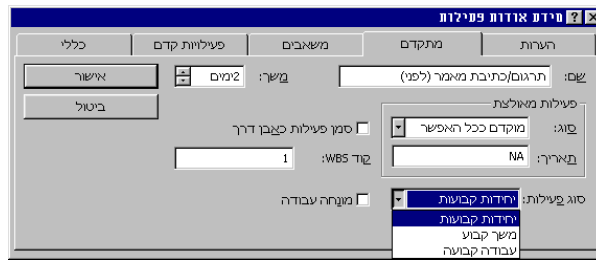 מידע אודות פעילות
הערות מתקדם משאבים פעילויות קדם כללי
שם: תרגום/כתיבת מאמר (לפני) משך: 2ימים אישור
ביטול
פעילות מאולצת
סוג: מוקדם ככל האפשר סמן פעילות כאבן דרך
תאריך: NA קוד WBS: 1
סוג פעילות: יחידות קבועות מונחה עבודה
יחידות קבועות
משך קבוע
עבודה קבועה